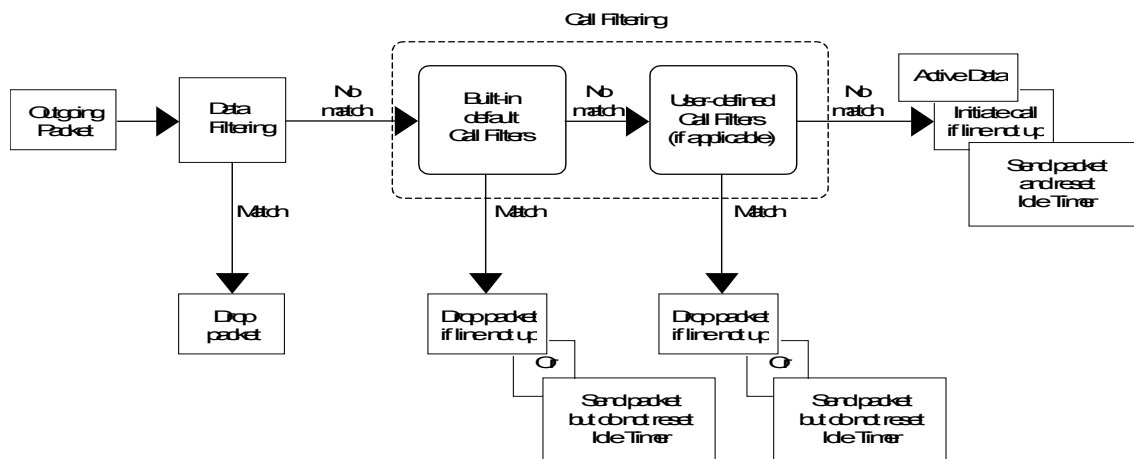 Call Filtering
Outgoing
Packet
Data
Filtering
No
match
Built-in
default
Call Filters
No
match
User-defined
Call Filters
(if applicable)
No
match
Active Data
Initiate call
if line not up
Send packet
and reset
Idle Timer
Match
Match
Match
Drop
packet
Drop packet
if line not up
Or
Send packet
but do not reset
Idle Timer
Drop packet
if line not up
Or
Send packet
but do not reset
Idle Timer